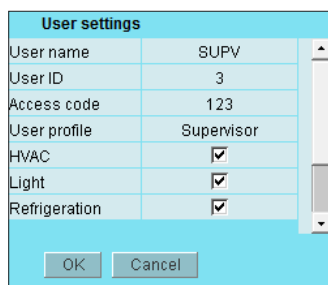 User settings
User name SUPV
User ID 3
Access code 123
User profile Supervisor
HVAC
Light
Refrigeration
OK Cancel